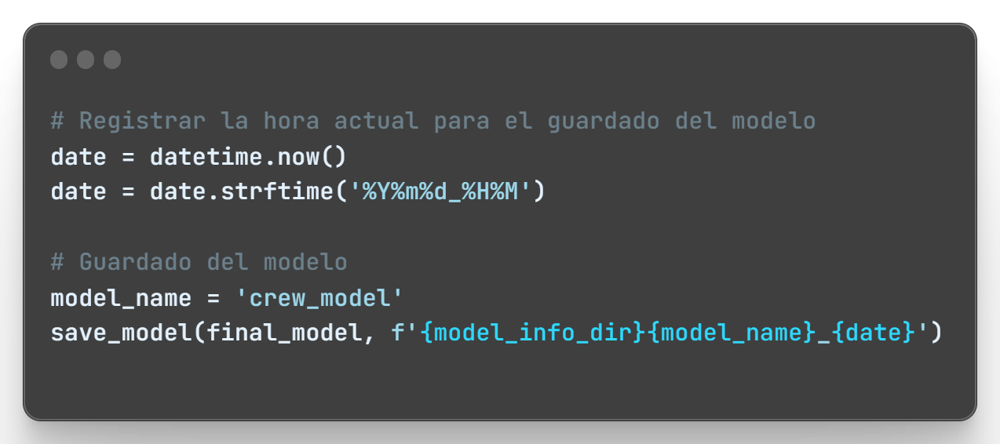 # Registrar la hora actual para el guardado del modelo
date = datetime.now()
date = date.strftime('%Y%m%d_%H%M')
# Guardado del modelo
model_name = 'crew_model'
save_model(final_model, f'{model_info_dir}{model_name}_{date}')